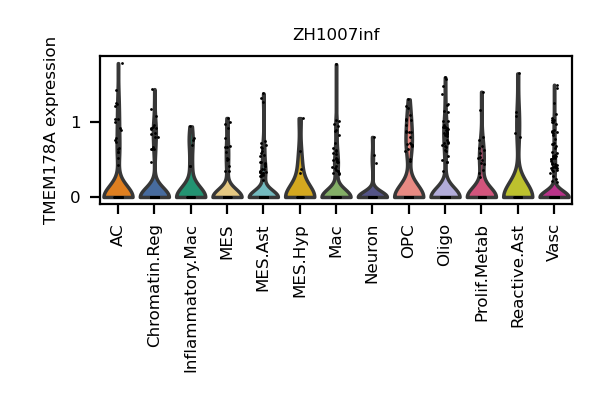 ZH1007inf
TMEM178A expression
1
0
AC
Chromatin.Reg
Inflammatory.Mac
MES
MES.Ast
MES.Hyp
Mac
Neuron
OPC
Oligo
Prolif.Metab
Reactive.Ast
Vasc